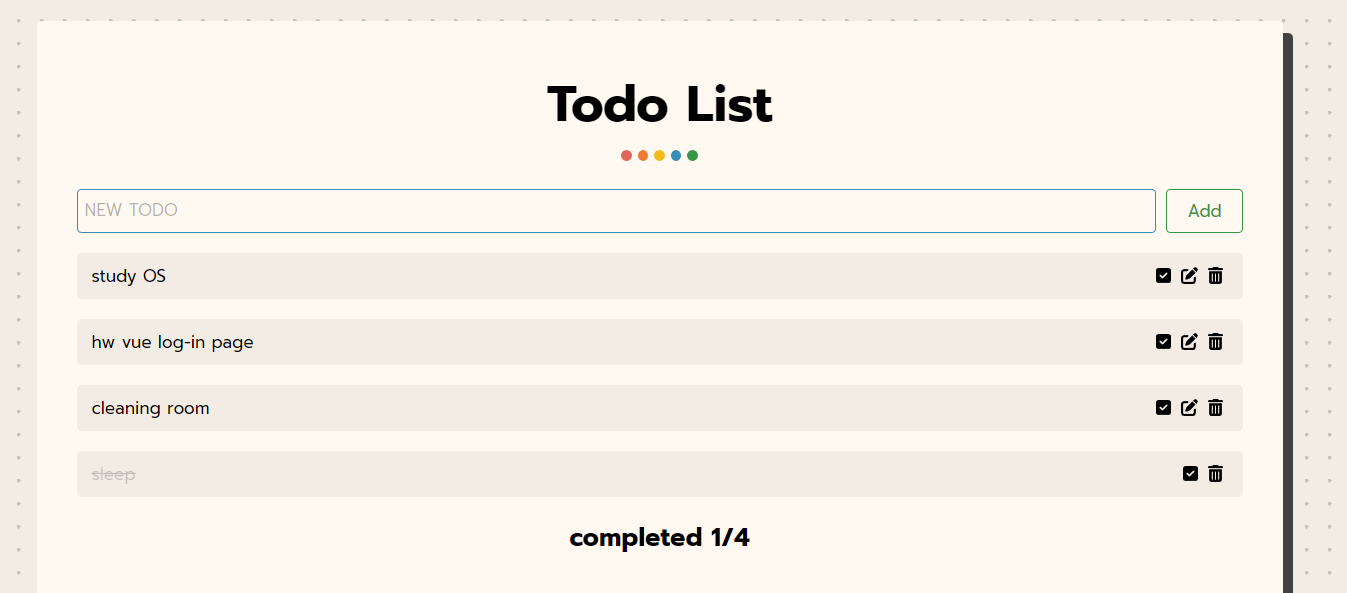 Todo List
NEW TODO
Add
study OS
hw vue log-in page
cleaning room
sleep
completed 1/4